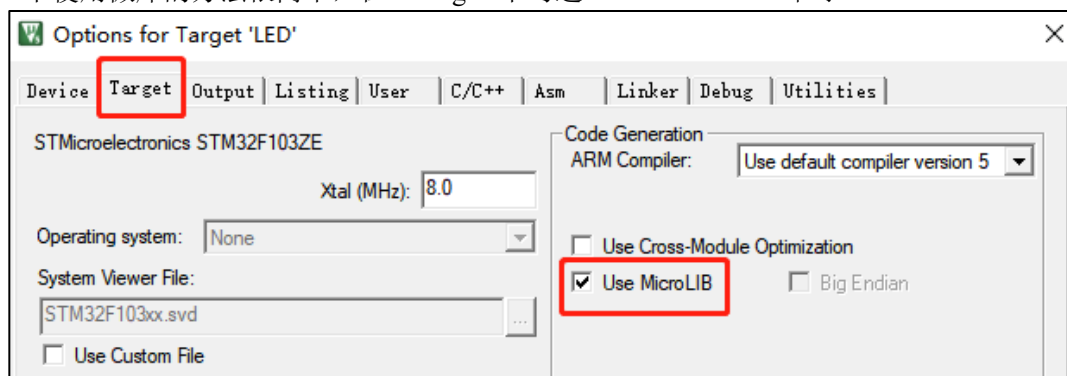 Options for Target 'LED'
Device Target Output Listing User C/C++ Asm Linker Debug Utilities
STMicroelectronics STM32F103ZE
Xtal (MHz): 8.0
Operating system: None
System Viewer File:
STM32F103xx.svd
...
Use Custom File
Code Generation
ARM Compiler: Use default compiler version 5
Use Cross-Module Optimization
Use MicroLIB Big Endian